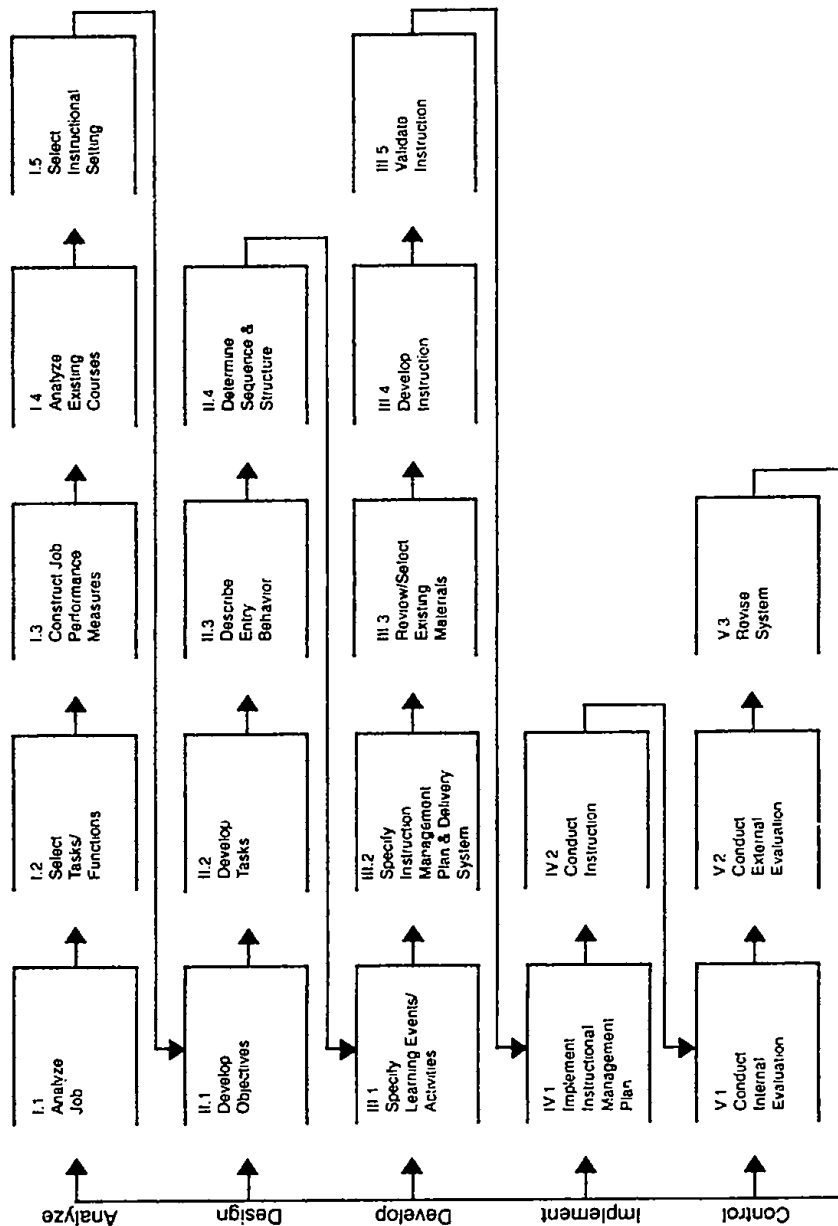 Analyze
I.1
Analyze
Job
I.2
Select
Tasks/
Functions
I.3
Construct Job
Performance
Measures
I 4
Analyze
Existing
Courses
I.5
Select
Instructional
Setting
Design
II.1
Develop
Objectives
II.2
Develop
Tasks
II.3
Describe
Entry
Behavior
II.4
Determine
Sequence &
Structure
Develop
III 1
Specify
Learning Events/
Activities
III.2
Specify
Instruction
Management
Plan & Delivery
System
III 3
Review/Select
Existing
Materials
III 4
Develop
Instruction
III 5
Validate
Instruction
Implement
IV 1
Implement
Instructional
Management
Plan
IV 2
Conduct
Instruction
Control
V 1
Conduct
Internal
Evaluation
V 2
Conduct
External
Evaluation
V 3
Revise
System